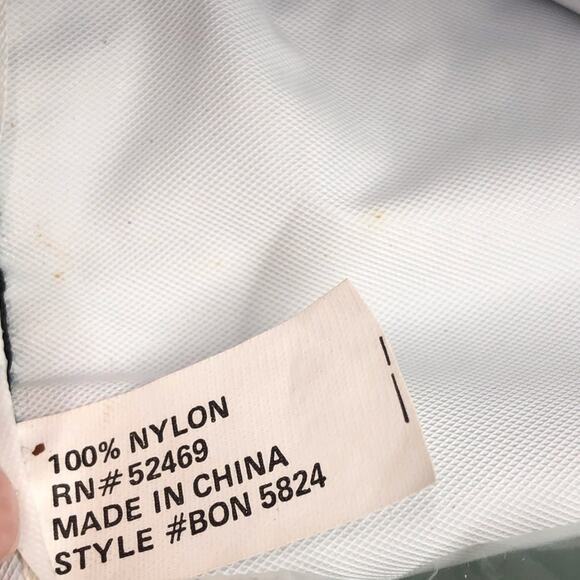 100% NYLON
RN# 52469
MADE IN CHINA
STYLE #BON 5824